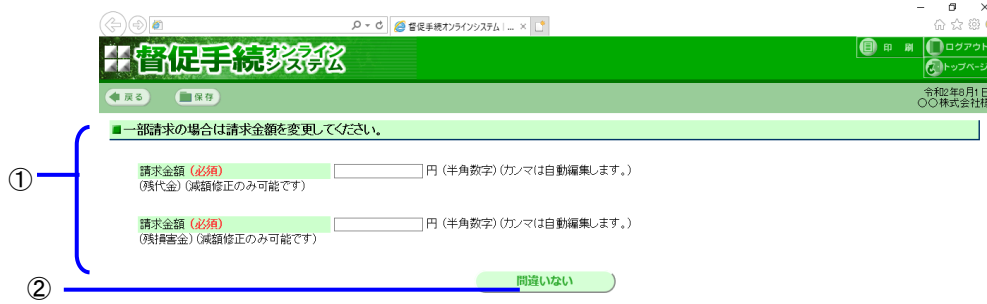 督促手続オンラインシステム | ... ×
督促手続オンラインシステム
印 刷
ログアウト
トップページ
戻る
保存
令和2年8月1日
〇〇株式会社様
■一部請求の場合は請求金額を変更してください。
①
請求金額 (必須) 円 (半角数字)(カンマは自動編集します。)
(残代金)(減額修正のみ可能です)
請求金額 (必須) 円 (半角数字)(カンマは自動編集します。)
(残損害金)(減額修正のみ可能です)
間違いない
②